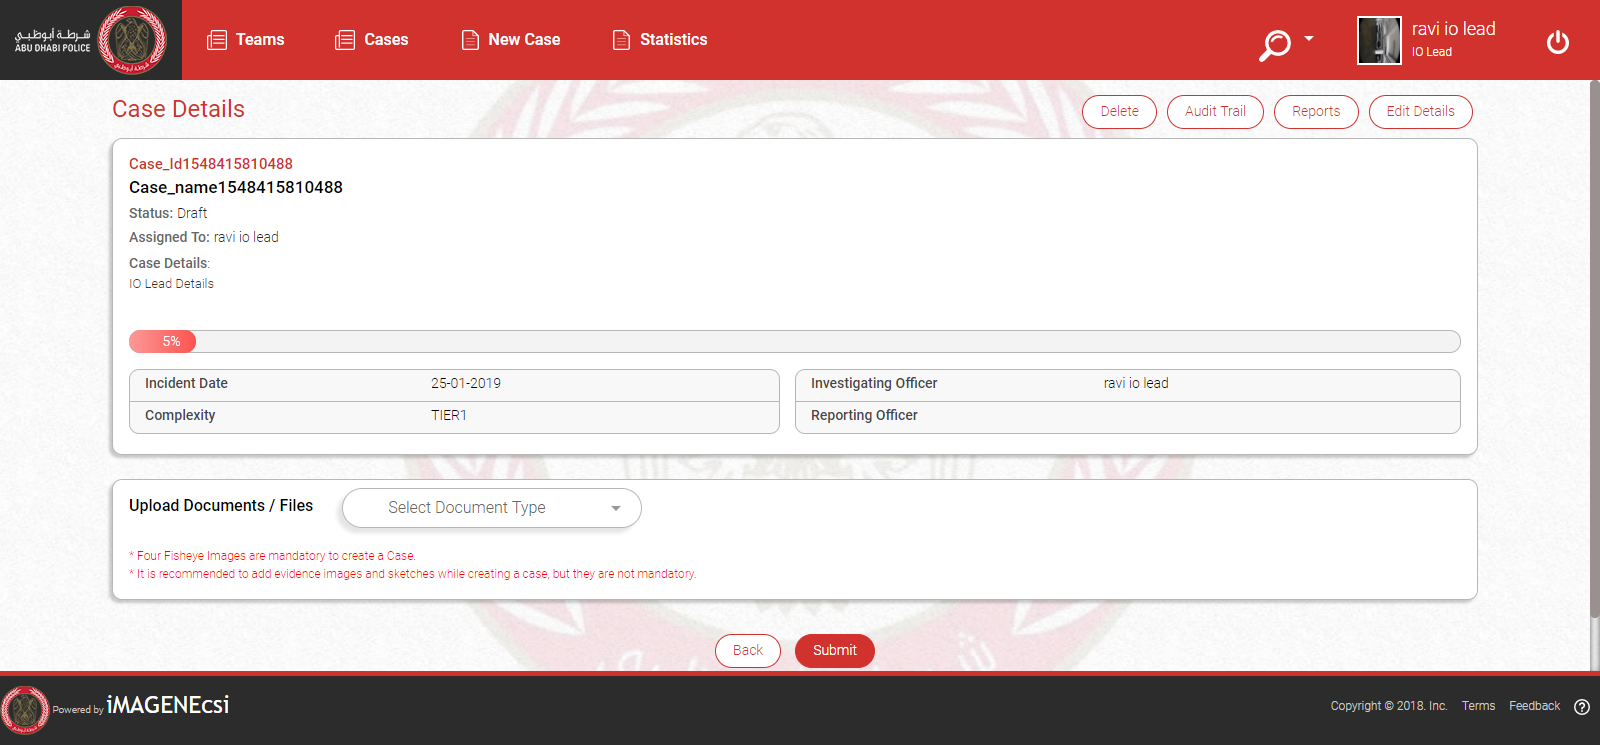 شرطة أبوظبي
ABU DHABI POLICE
شرطة أبوظبي
Teams
Cases
New Case
Statistics
ravi io lead
IO Lead
Case Details
Delete
Audit Trail
Reports
Edit Details
Case_Id1548415810488
Case_name1548415810488
Status: Draft
Assigned To: ravi io lead
Case Details:
IO Lead Details
5%
Incident Date 25-01-2019
Complexity TIER1
Investigating Officer ravi io lead
Reporting Officer
Upload Documents / Files
Select Document Type
* Four Fisheye Images are mandatory to create a Case.
* It is recommended to add evidence images and sketches while creating a case, but they are not mandatory.
Back
Submit
Powered by iMAGENEcsi
Copyright © 2018. Inc.
Terms
Feedback
?